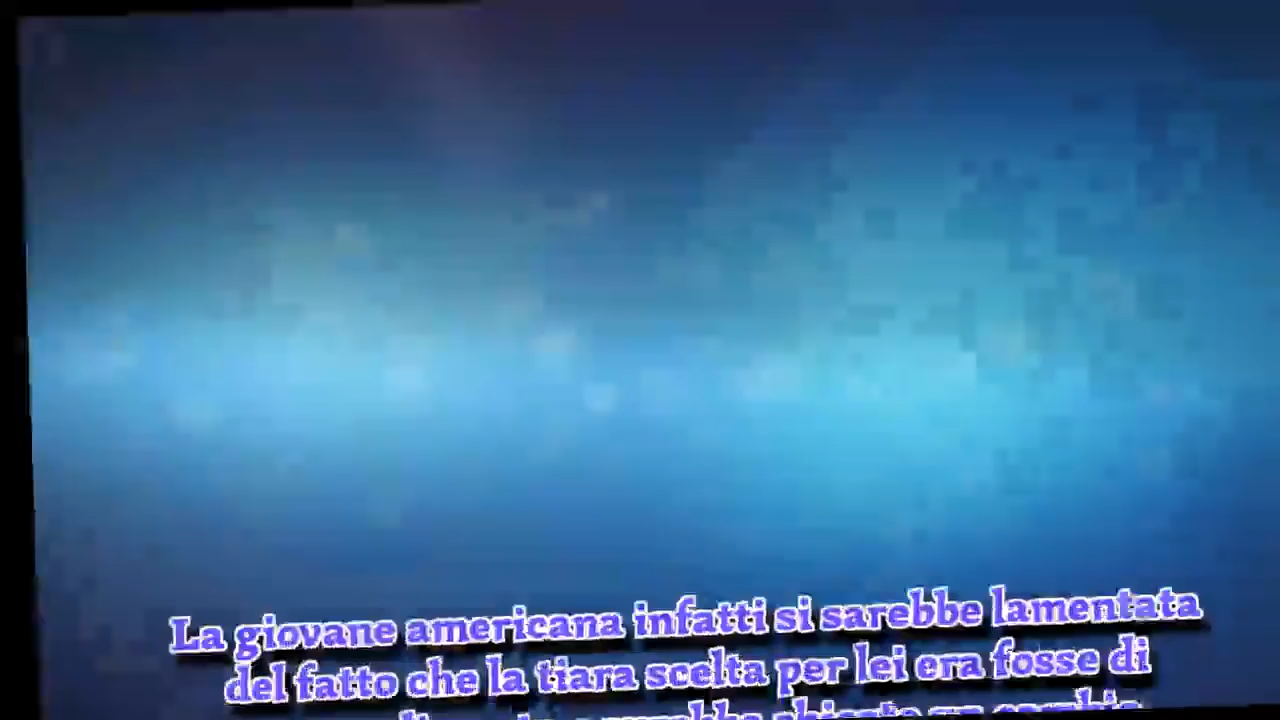 La giovane americana infatti si sarebbe lamentata
del fatto che la tiara scelta per lei era fosse di